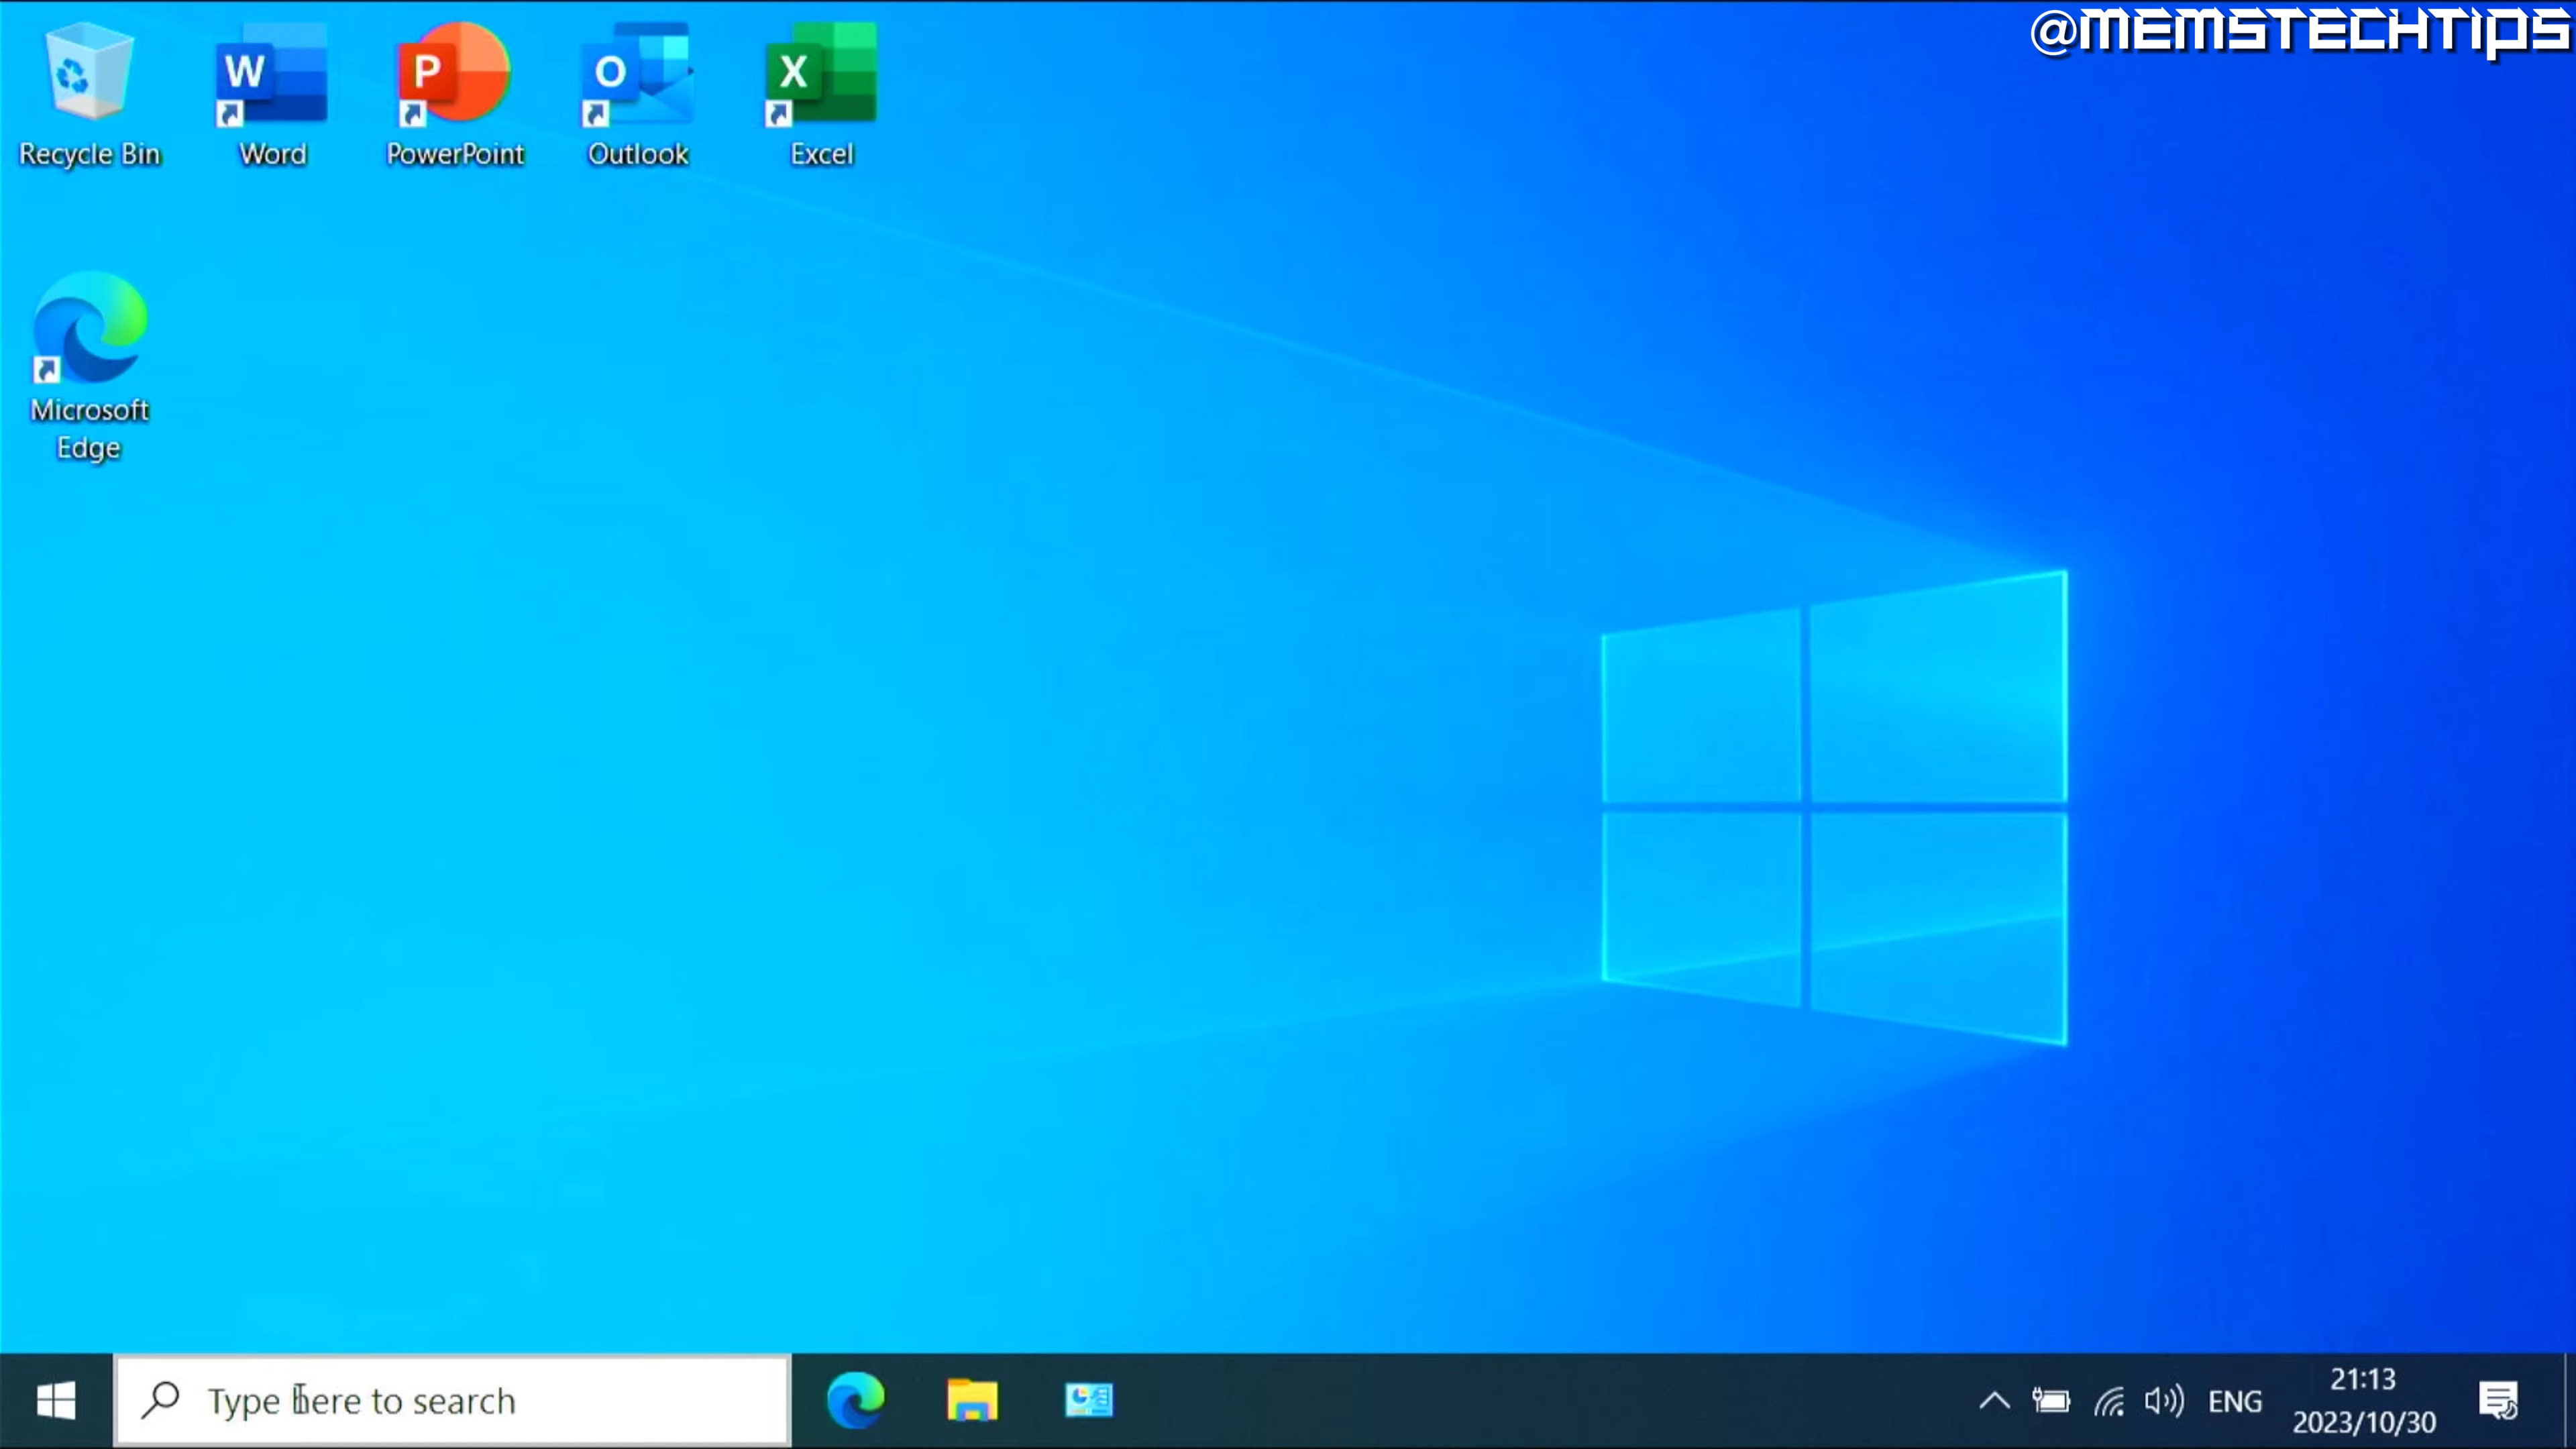 @MEMSTECHTIPS
Recycle Bin
W
Word
P
PowerPoint
O
Outlook
X
Excel
Microsoft
Edge
Type here to search
ENG
21:13
2023/10/30